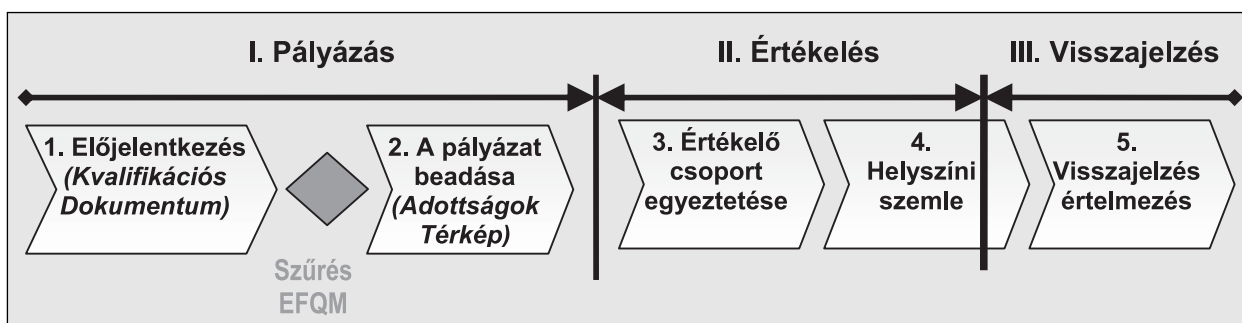 I. Pályázás
II. Értékelés
III. Visszajelzés
1. Előjelentkezés
(Kvalifikációs
Dokumentum)
Szűrés
EFQM
2. A pályázat
beadása
(Adottságok
Térkép)
3. Értékelő
csoport
egyeztetése
4.
Helyszíni
szemle
5.
Visszajelzés
értelmezés